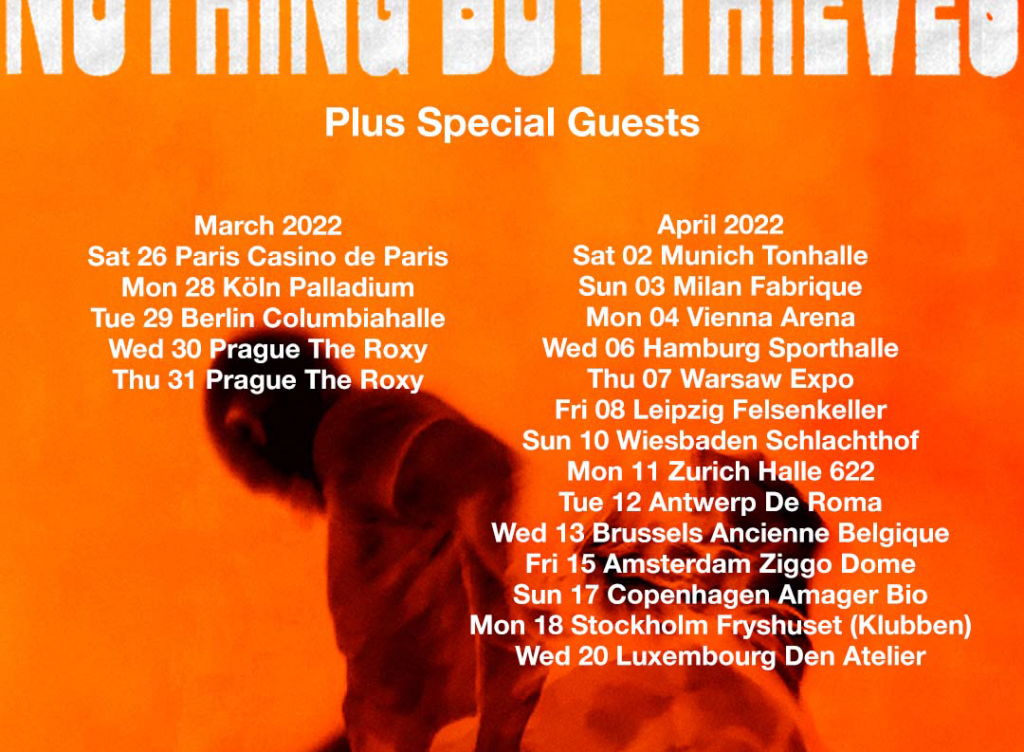 NOTHING BUT THIEVES
Plus Special Guests
March 2022
Sat 26 Paris Casino de Paris
Mon 28 Köln Palladium
Tue 29 Berlin Columbiahalle
Wed 30 Prague The Roxy
Thu 31 Prague The Roxy
April 2022
Sat 02 Munich Tonhalle
Sun 03 Milan Fabrique
Mon 04 Vienna Arena
Wed 06 Hamburg Sporthalle
Thu 07 Warsaw Expo
Fri 08 Leipzig Felsenkeller
Sun 10 Wiesbaden Schlachthof
Mon 11 Zurich Halle 622
Tue 12 Antwerp De Roma
Wed 13 Brussels Ancienne Belgique
Fri 15 Amsterdam Ziggo Dome
Sun 17 Copenhagen Amager Bio
Mon 18 Stockholm Fryshuset (Klubben)
Wed 20 Luxembourg Den Atelier